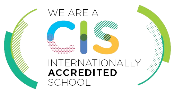 WE ARE A
CIS
INTERNATIONALLY
ACCREDITED
SCHOOL